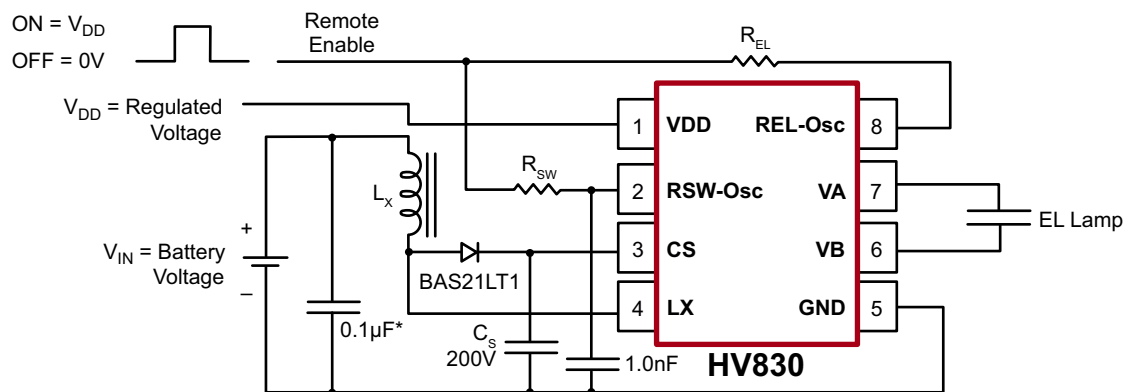 ON = VDD
OFF = 0V
Remote
Enable
REL
VDD = Regulated
Voltage
1
VDD
REL-Osc
8
RSW
2
RSW-Osc
VA
7
LX
EL Lamp
+
VIN = Battery
Voltage
–
3
CS
VB
6
BAS21LT1
4
LX
GND
5
0.1µF*
CS
200V
1.0nF
HV830